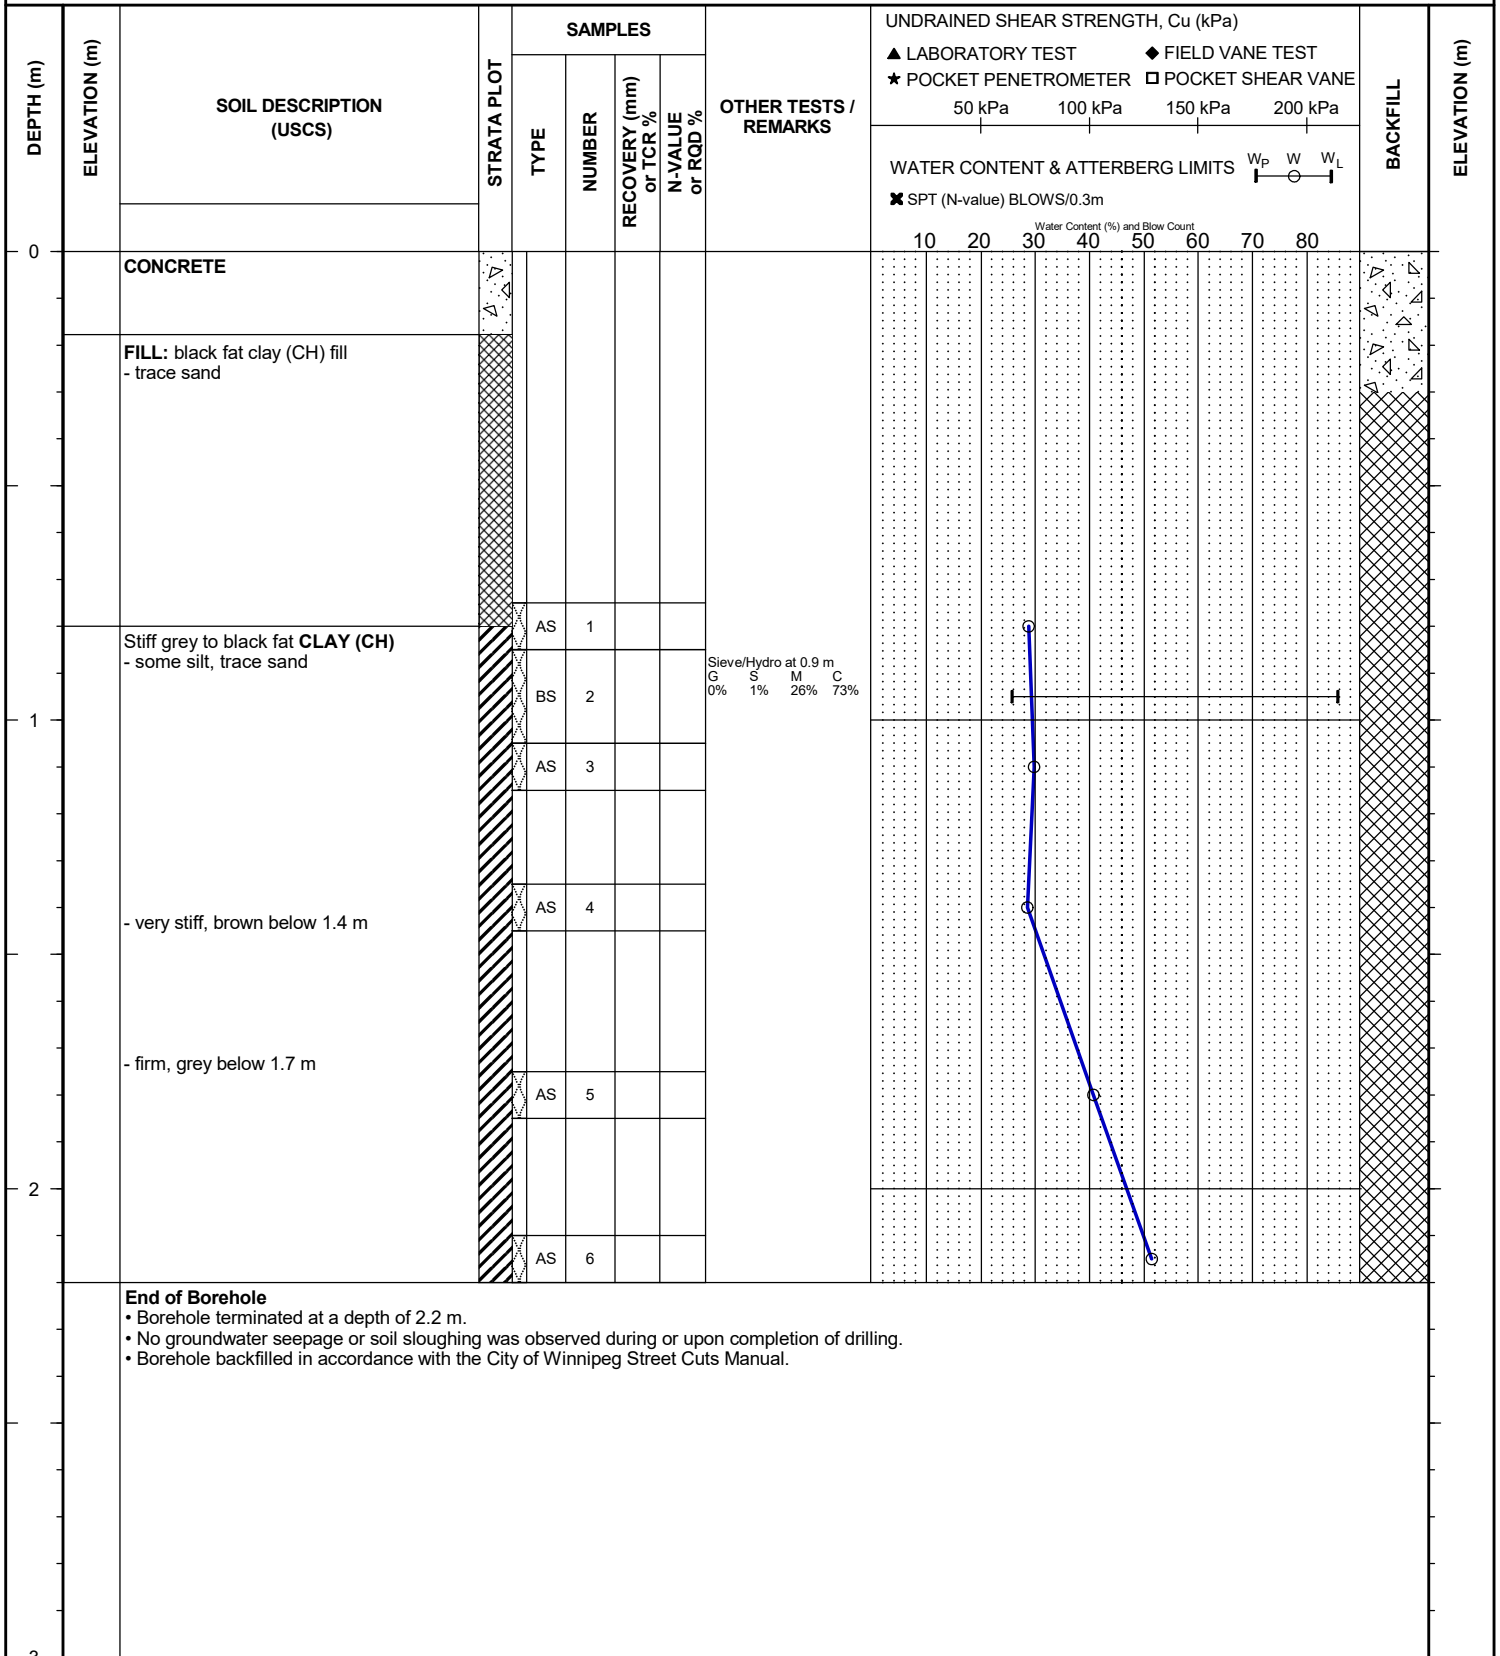 DEPTH (m)
ELEVATION (m)
SOIL DESCRIPTION
(USCS)
STRATA PLOT
SAMPLES
TYPE
NUMBER
RECOVERY (mm)
or TCR %
N-VALUE
or RQD %
OTHER TESTS /
REMARKS
UNDRAINED SHEAR STRENGTH, Cu (kPa)
▲ LABORATORY TEST ◆ FIELD VANE TEST
★ POCKET PENETROMETER □ POCKET SHEAR VANE
50 kPa 100 kPa 150 kPa 200 kPa
WATER CONTENT & ATTERBERG LIMITS WP W WL
✖ SPT (N-value) BLOWS/0.3m
Water Content (%) and Blow Count
10 20 30 40 50 60 70 80
BACKFILL
ELEVATION (m)
0
CONCRETE
FILL: black fat clay (CH) fill
- trace sand
AS 1
Stiff grey to black fat CLAY (CH)
- some silt, trace sand
Sieve/Hydro at 0.9 m
G S M C
0% 1% 26% 73%
BS 2
1
AS 3
AS 4
- very stiff, brown below 1.4 m
- firm, grey below 1.7 m
AS 5
2
AS 6
End of Borehole
• Borehole terminated at a depth of 2.2 m.
• No groundwater seepage or soil sloughing was observed during or upon completion of drilling.
• Borehole backfilled in accordance with the City of Winnipeg Street Cuts Manual.